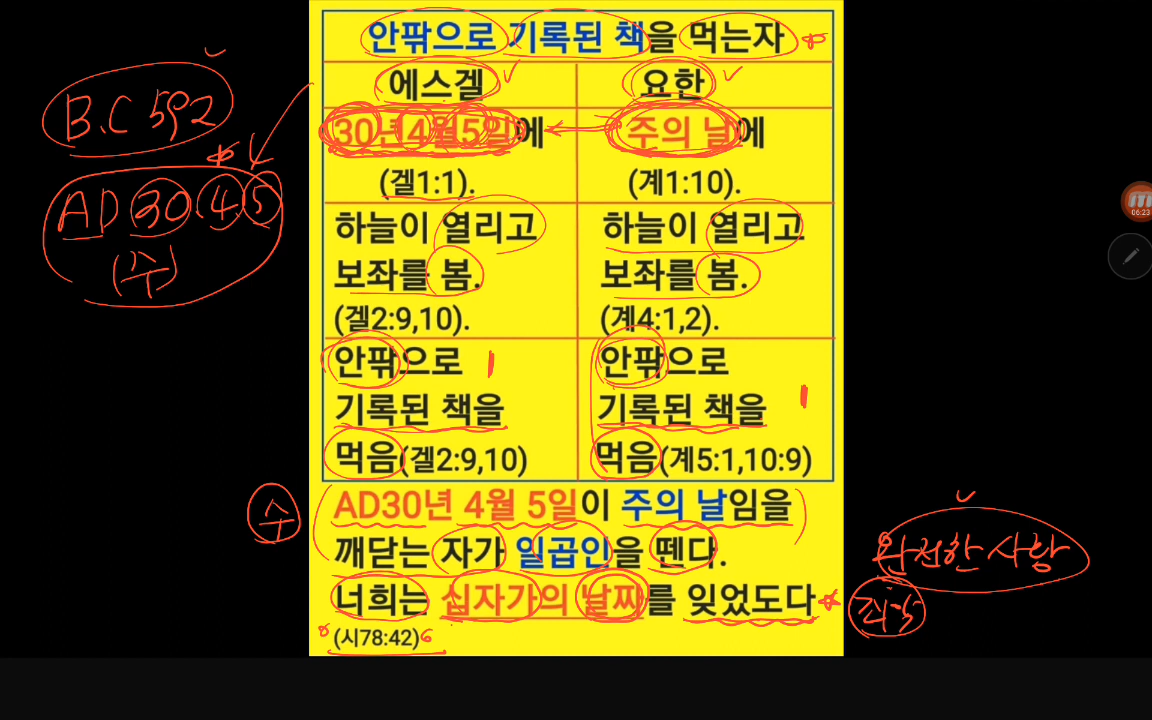 안팎으로 기록된 책을 먹는자
에스겔
요한
30년4월5일에
주의 날에
(겔1:1).
(계1:10).
하늘이 열리고
보좌를 봄.
(겔2:9,10).
하늘이 열리고
보좌를 봄.
(계4:1,2).
안팎으로
기록된 책을
먹음(겔2:9,10)
안팎으로
기록된 책을
먹음(계5:1,10:9)
AD30년 4월 5일이 주의 날임을
깨닫는 자가 일곱인을 뗀다.
너희는 십자가의 날짜를 잊었도다
(시78:42)
B.C 592
AD 30 4 5
(수)
수
완전한 사랑
06:23